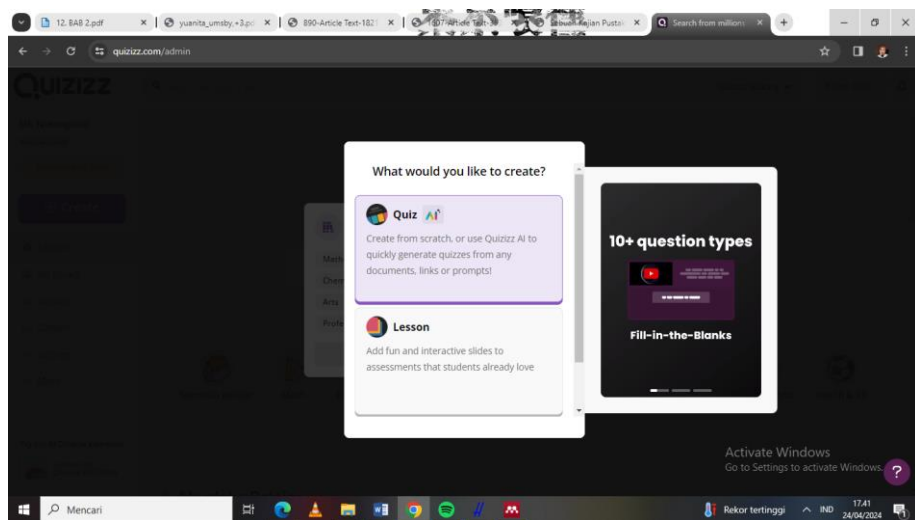 12. BAB 2.pdf
yuanita_umsby,+3.pd
890-Article Text-182
Search from millions
quizizz.com/admin
QUIZIZZ
What would you like to create?
Quiz AI
Create from scratch, or use Quizizz AI to
quickly generate quizzes from any
documents, links or prompts!
Lesson
Add fun and interactive slides to
assessments that students already love
10+ question types
Fill-in-the-Blanks
Arts
Activate Windows
Go to Settings to activate Windows.
?
Mencari
Rekor tertinggi
IND
17.41
24/04/2024